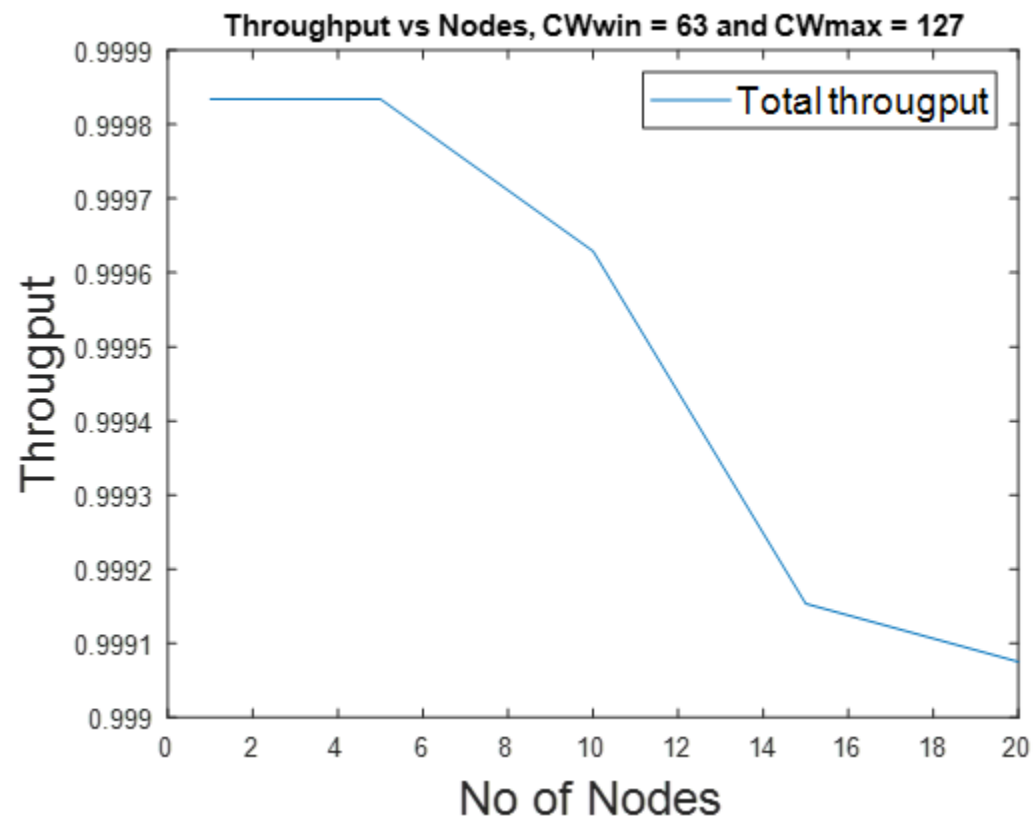 Throughput vs Nodes, CWwin = 63 and CWmax = 127
0.9999
Total througput
0.9998
0.9997
0.9996
0.9995
0.9994
0.9993
0.9992
0.9991
0.999
Througput
0 2 4 6 8 10 12 14 16 18 20
No of Nodes